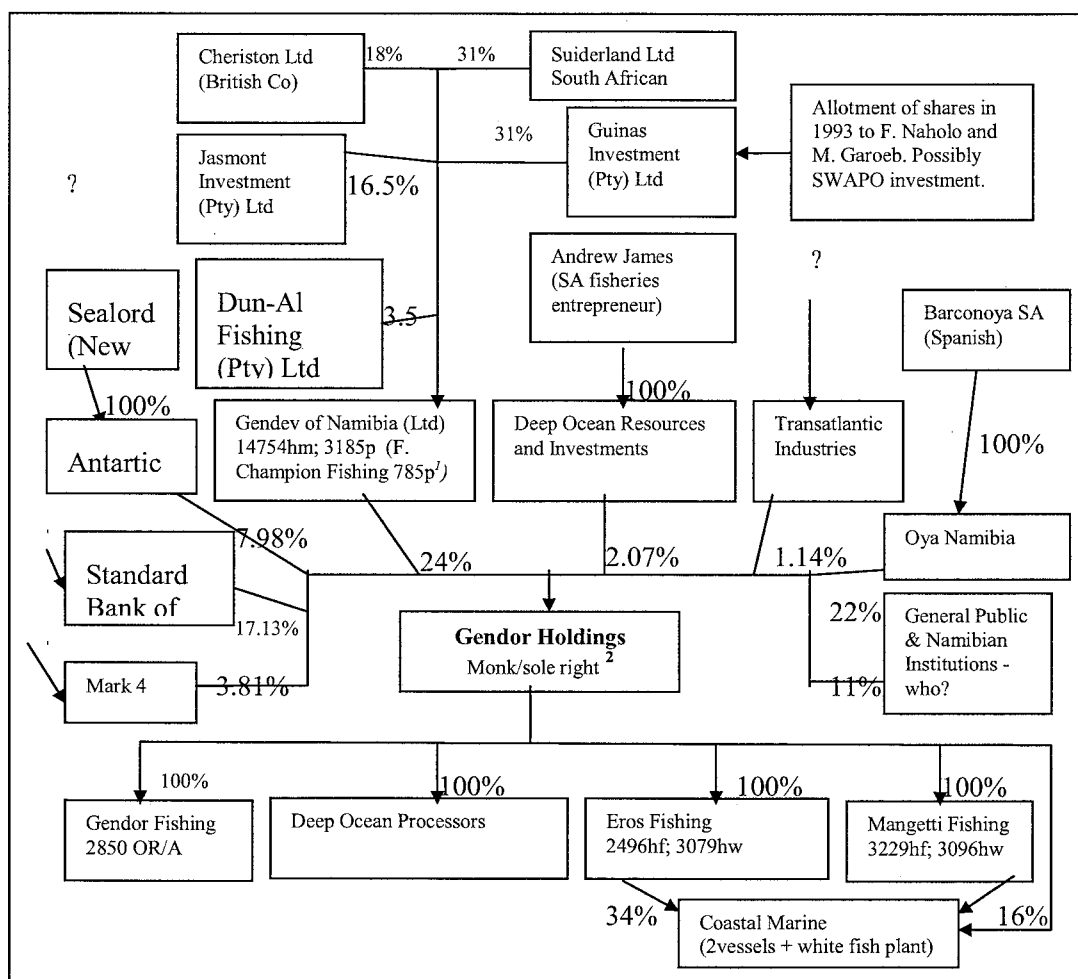 Cheriston Ltd
(British Co)
18%
31%
Suiderland Ltd
South African
Allotment of shares in
1993 to F. Naholo and
M. Garoeb. Possibly
SWAPO investment.
?
Jasmont
Investment
(Pty) Ltd
16.5%
31%
Guinas
Investment
(Pty) Ltd
Andrew James
(SA fisheries
entrepreneur)
?
Sealord
(New
Dun-Al
Fishing
(Pty) Ltd
3.5
Barconoya SA
(Spanish)
100%
100%
100%
Antartic
Gendev of Namibia (Ltd)
14754hm; 3185p (F.
Champion Fishing 785p1)
Deep Ocean Resources
and Investments
Transatlantic
Industries
Oya Namibia
7.98%
24%
2.07%
1.14%
Standard
Bank of
17.13%
22%
General Public
& Namibian
Institutions -
who?
11%
Gendor Holdings
Monk/sole right 2
Mark 4
3.81%
100%
100%
100%
100%
Gendor Fishing
2850 OR/A
Deep Ocean Processors
Eros Fishing
2496hf; 3079hw
Mangetti Fishing
3229hf; 3096hw
34%
16%
Coastal Marine
(2vessels + white fish plant)